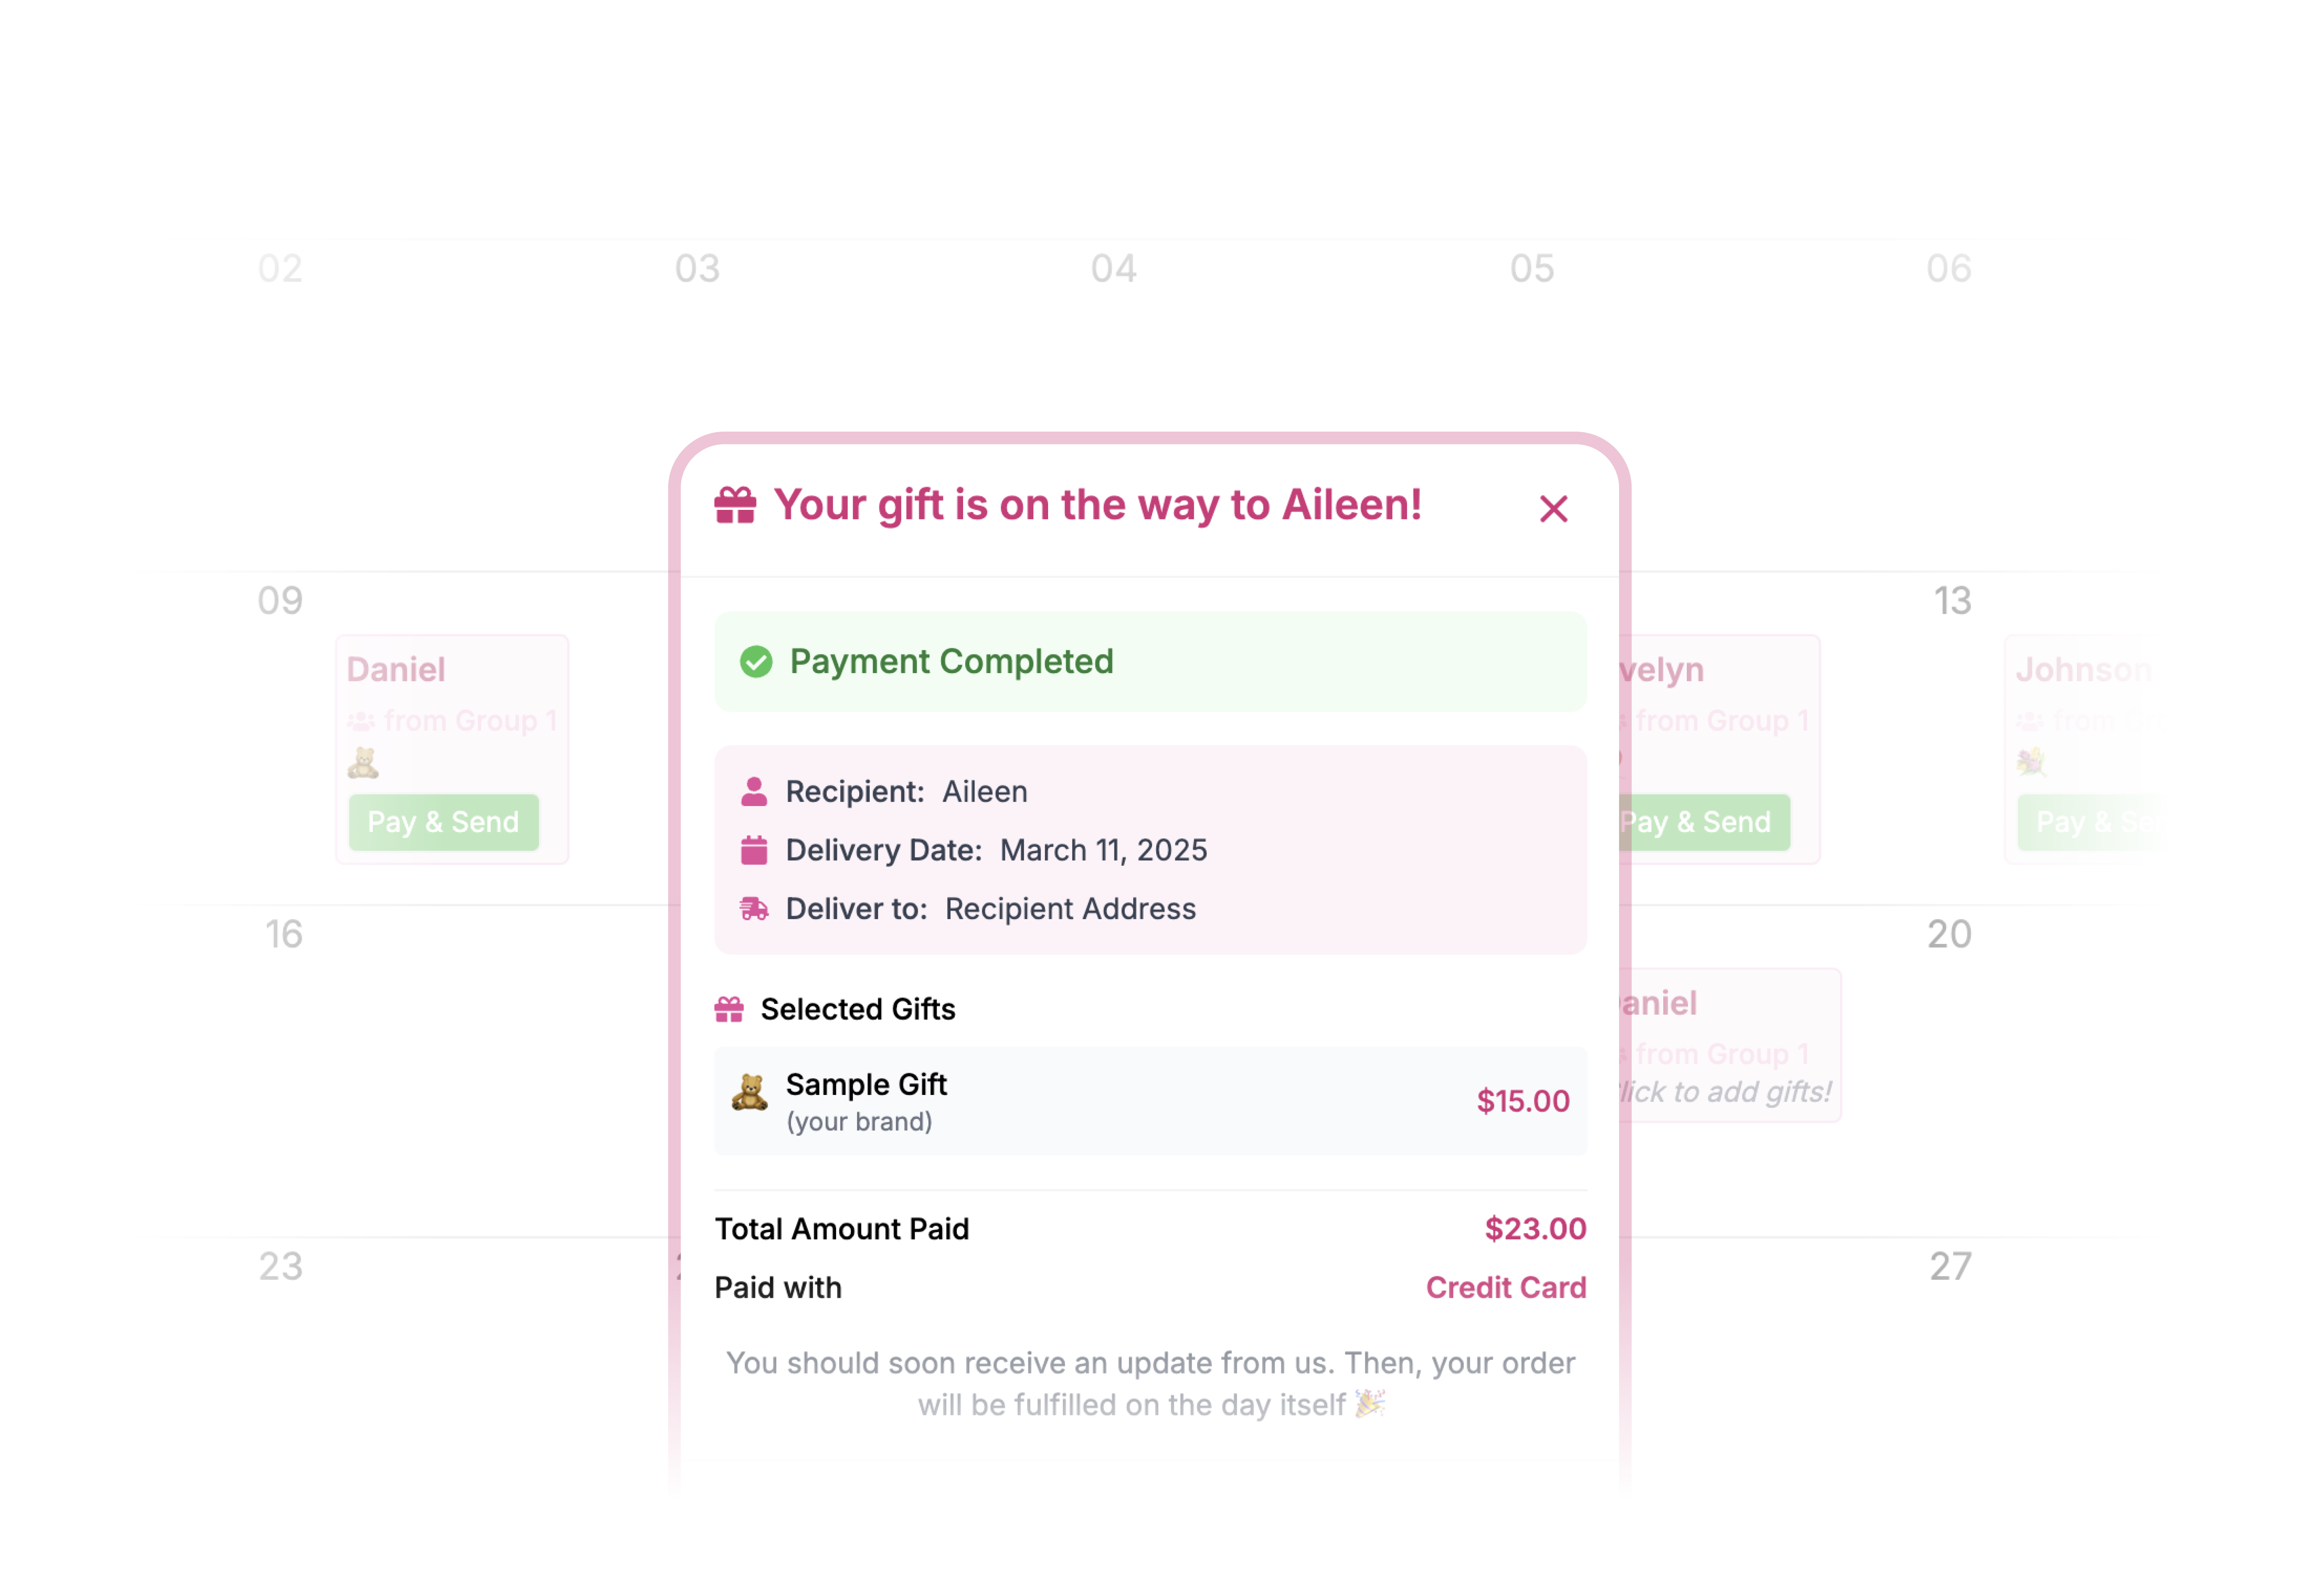 02 03 04 05 06
Your gift is on the way to Aileen!
09 13
Payment Completed
Daniel velyn Johnson
from Group 1 from Group 1 from
Recipient: Aileen
Pay & Send Pay & Send Pay & Sen
Delivery Date: March 11, 2025
Deliver to: Recipient Address
16 20
Selected Gifts
aniel
from Group 1
Sample Gift $15.00
lick to add gifts!
(your brand)
Total Amount Paid $23.00
23 27
Paid with Credit Card
You should soon receive an update from us. Then, your order
will be fulfilled on the day itself 🎉